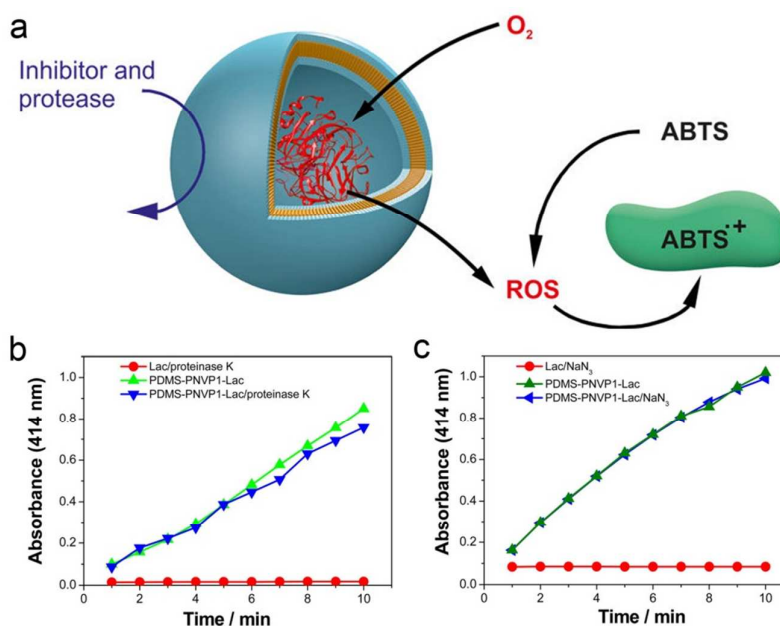 a
O₂
Inhibitor and
protease
ABTS
ABTS·+
ROS
b
Lac/proteinase K
PDMS-PNVP1-Lac
PDMS-PNVP1-Lac/proteinase K
Absorbance (414 nm)
1.0
0.8
0.6
0.4
0.2
0.0
0 2 4 6 8 10
Time / min
c
Lac/NaN₃
PDMS-PNVP1-Lac
PDMS-PNVP1-Lac/NaN₃
Absorbance (414 nm)
1.0
0.8
0.6
0.4
0.2
0.0
0 2 4 6 8 10
Time / min